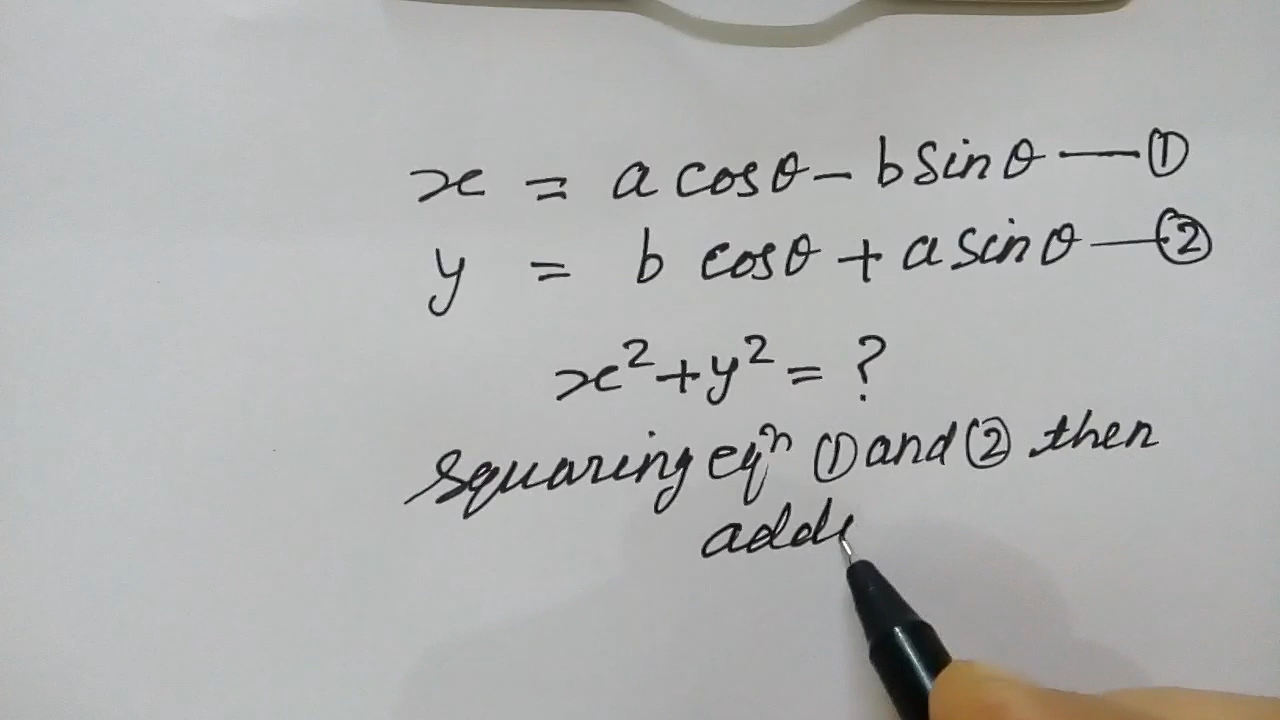 x = a cosθ - b sinθ — ①
y = b cosθ + a sinθ — ②
x² + y² = ?
squaring eqⁿ ① and ② then
add